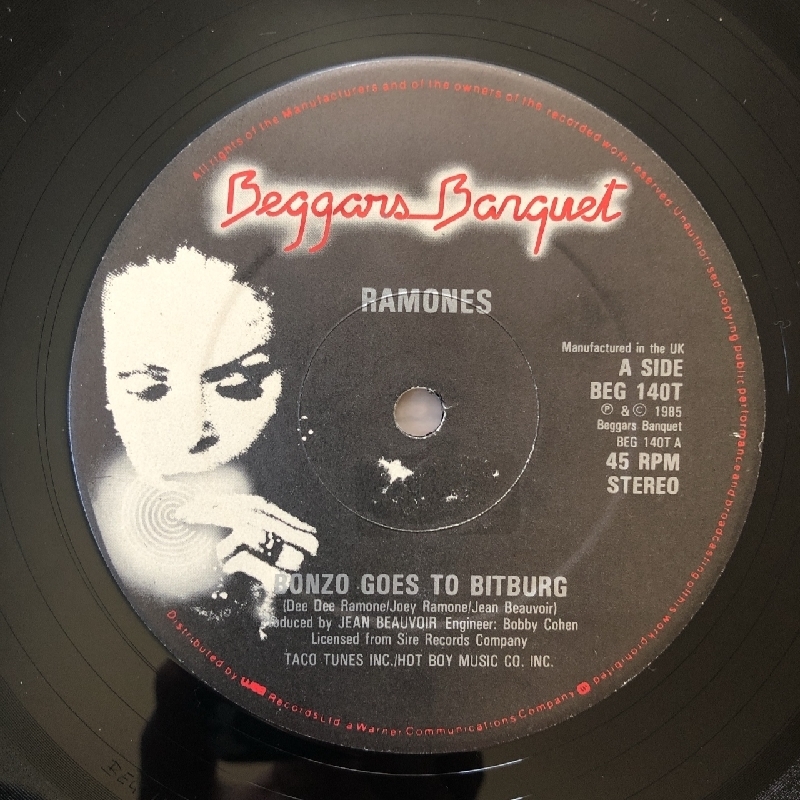 All rights of the Manufacturers and of the owners of the recorded work reserved Unauthorised copying public performance and broadcasting of this work prohibited
Beggars Banquet
RAMONES
Manufactured in the UK
A SIDE
BEG 140T
Ⓟ & © 1985
Beggars Banquet
BEG 140T A
45 RPM
STEREO
BONZO GOES TO BITBURG
(Dee Dee Ramone/Joey Ramone/Jean Beauvoir)
Produced by JEAN BEAUVOIR Engineer: Bobby Cohen
Licensed from Sire Records Company
TACO TUNES INC./HOT BOY MUSIC CO. INC.
Distributed by wea Records Ltd a Warner Communications Company